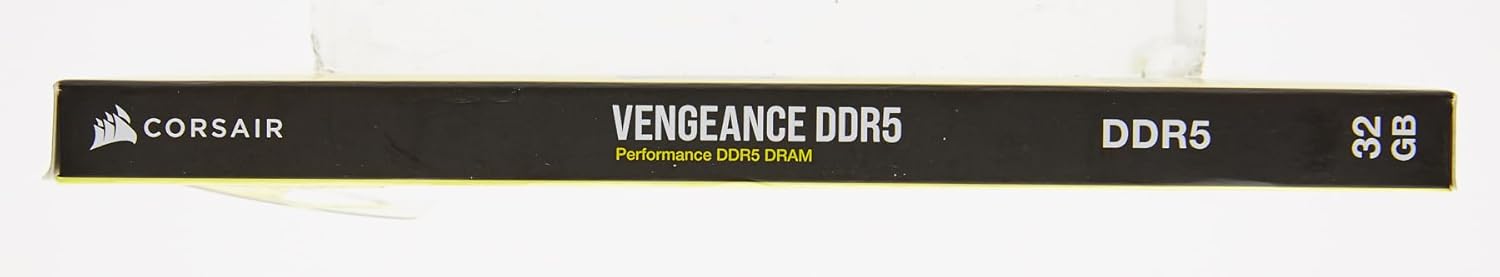 CORSAIR
VENGEANCE DDR5
Performance DDR5 DRAM
DDR5
32
GB